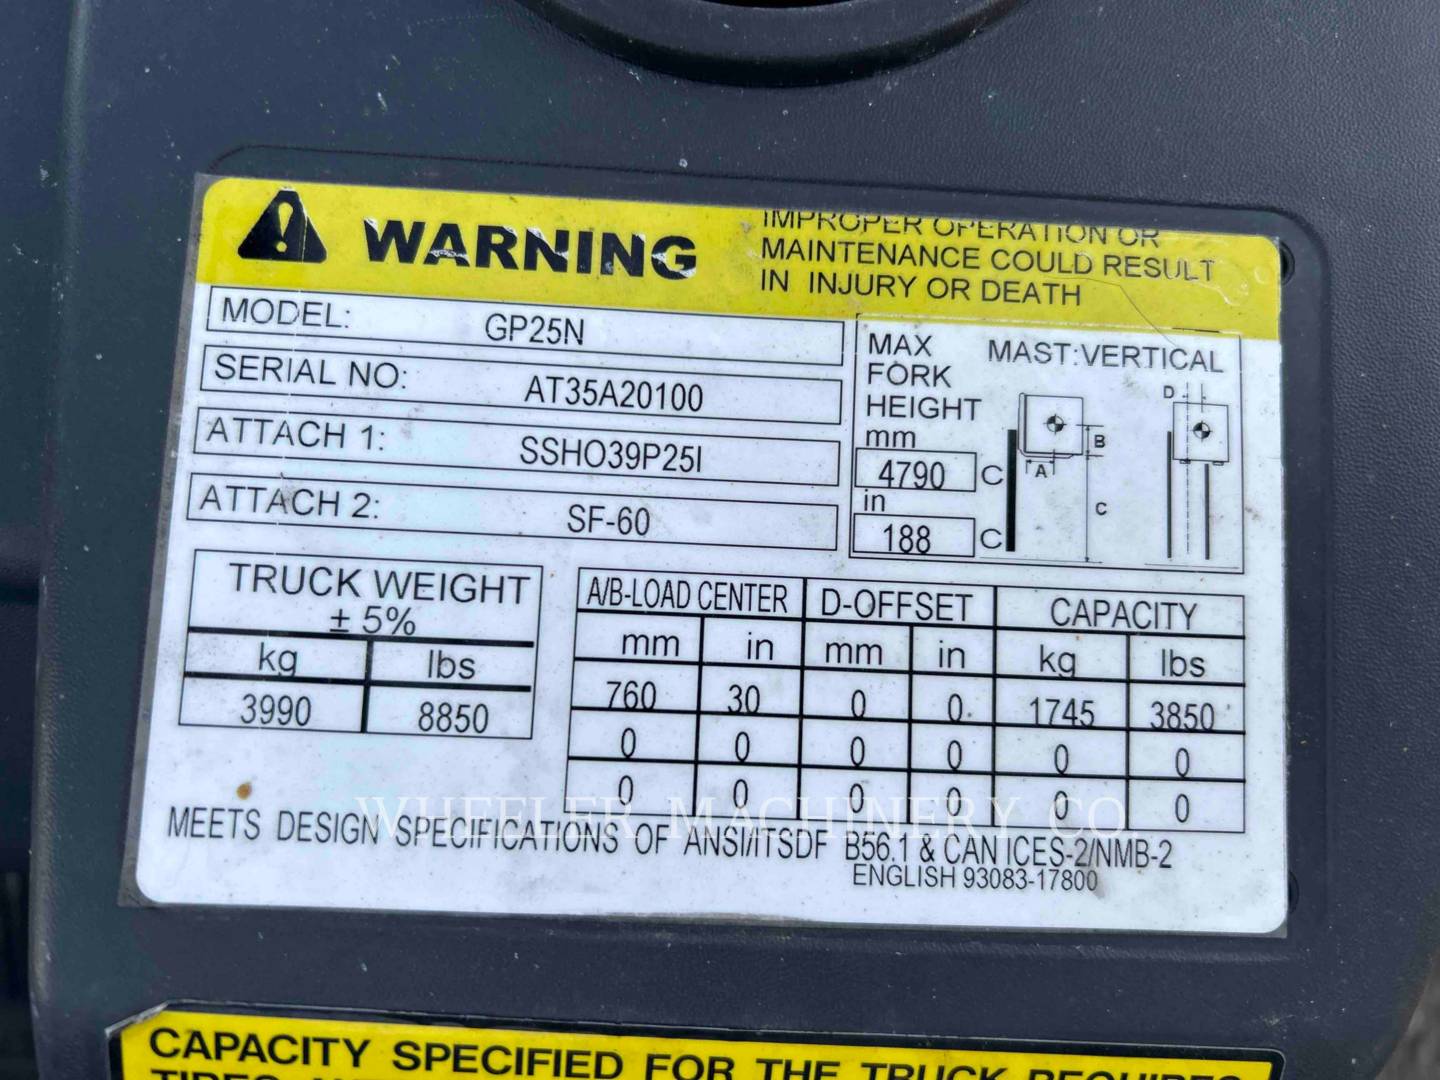 WARNING
IMPROPER OPERATION OR
MAINTENANCE COULD RESULT
IN INJURY OR DEATH
MODEL: GP25N
SERIAL NO: AT35A20100
ATTACH 1: SSHO39P25I
ATTACH 2: SF-60
MAX
FORK
HEIGHT
mm
4790 C
in
188 C
MAST:VERTICAL
D
B
A
C
TRUCK WEIGHT
± 5%
kg lbs
3990 8850
A/B-LOAD CENTER D-OFFSET CAPACITY
mm in mm in kg lbs
760 30 0 0 1745 3850
0 0 0 0 0 0
0 0 0 0 0 0
WHEELER MACHINERY CO.
MEETS DESIGN SPECIFICATIONS OF ANSI/ITSDF B56.1 & CAN ICES-2/NMB-2
ENGLISH 93083-17800
CAPACITY SPECIFIED FOR THE TRUCK REQUIRES